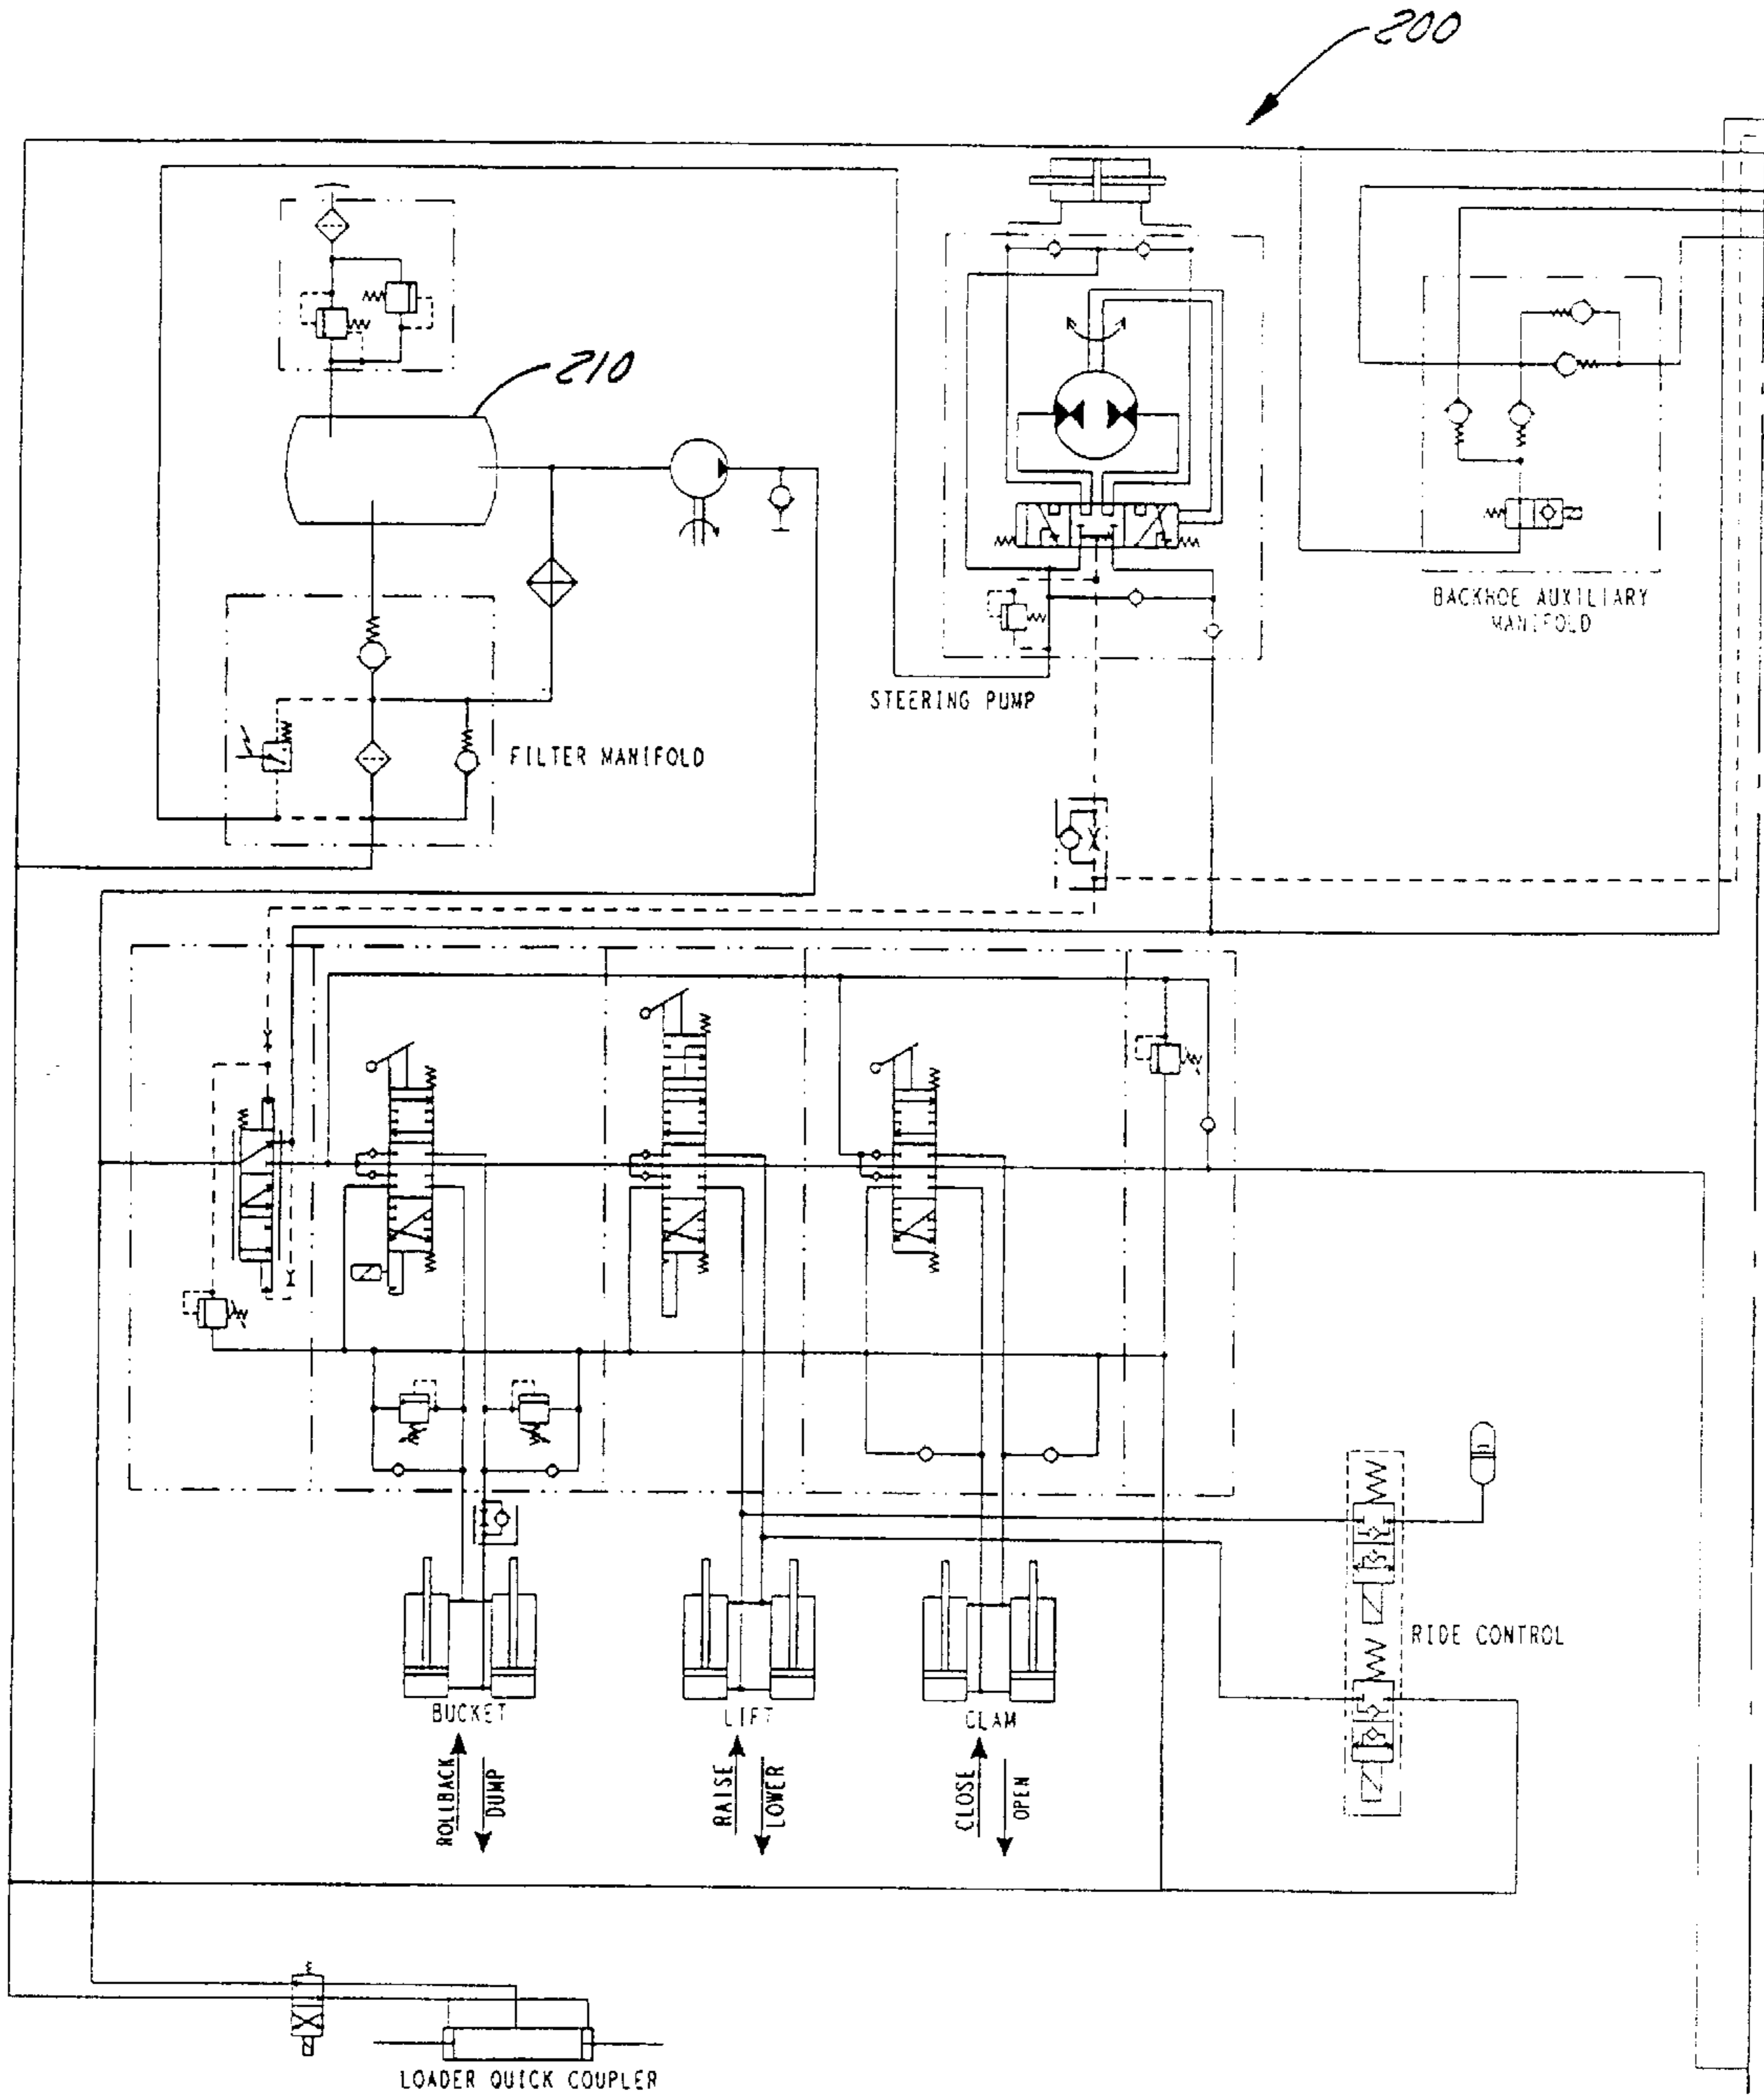 200
210
BACKHOE AUXILIARY
MANIFOLD
STEERING PUMP
FILTER MANIFOLD
RIDE CONTROL
BUCKET
LIFT
CLAM
ROLLBACK
DUMP
RAISE
LOWER
CLOSE
OPEN
LOADER QUICK COUPLER